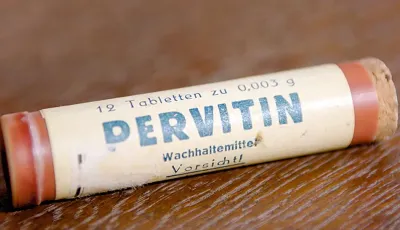 12 Tabletten zu 0,003 g
PERVITIN
Wachhaltemittel
Vorsicht!